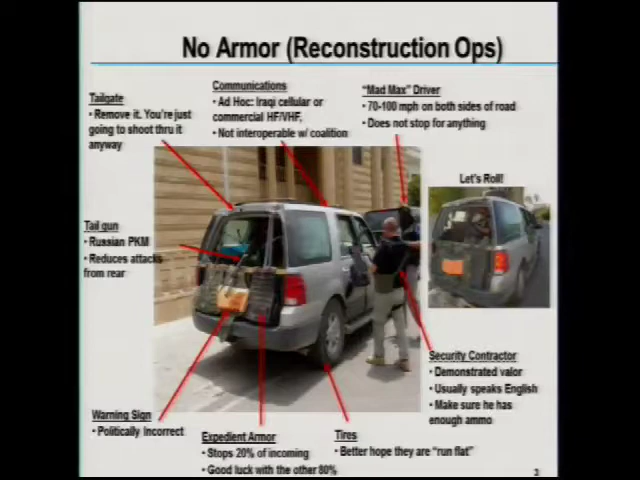 No Armor (Reconstruction Ops)
Tailgate
• Remove it. You're just
going to shoot thru it
anyway
Communications
• Ad Hoc: Iraqi cellular or
commercial HF/VHF,
• Not interoperable w/ coalition
"Mad Max" Driver
• 70-100 mph on both sides of road
• Does not stop for anything
Let's Roll!
Tail gun
• Russian PKM
• Reduces attacks
from rear
Security Contractor
• Demonstrated valor
• Usually speaks English
• Make sure he has
enough ammo
Warning Sign
• Politically Incorrect
Expedient Armor
• Stops 20% of incoming
• Good luck with the other 80%
Tires
• Better hope they are "run flat"
3